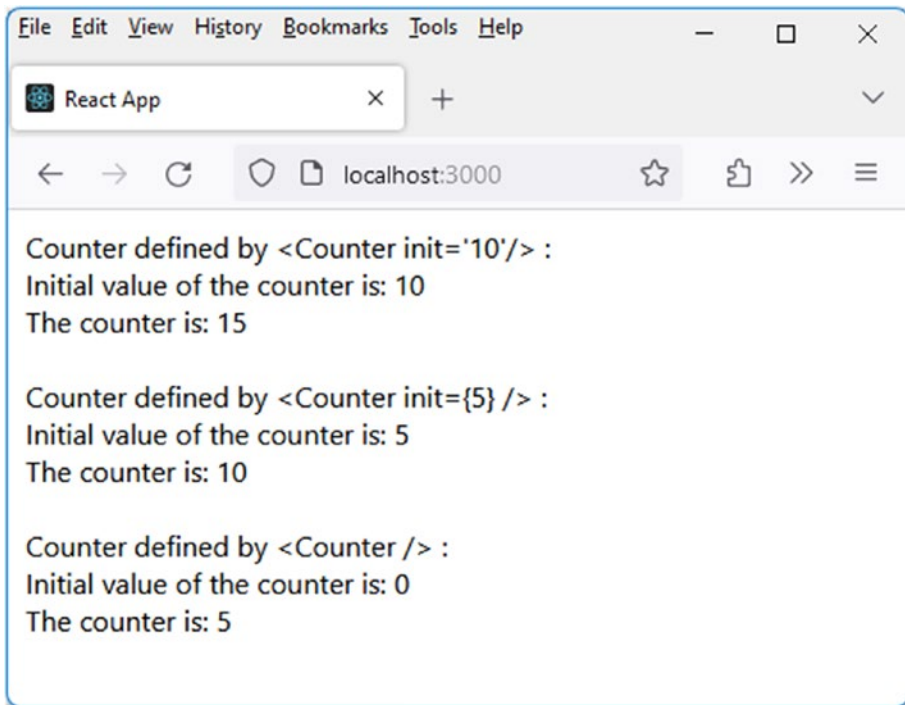 File Edit View History Bookmarks Tools Help
React App
localhost:3000
Counter defined by <Counter init='10'/> :
Initial value of the counter is: 10
The counter is: 15
Counter defined by <Counter init={5} /> :
Initial value of the counter is: 5
The counter is: 10
Counter defined by <Counter /> :
Initial value of the counter is: 0
The counter is: 5